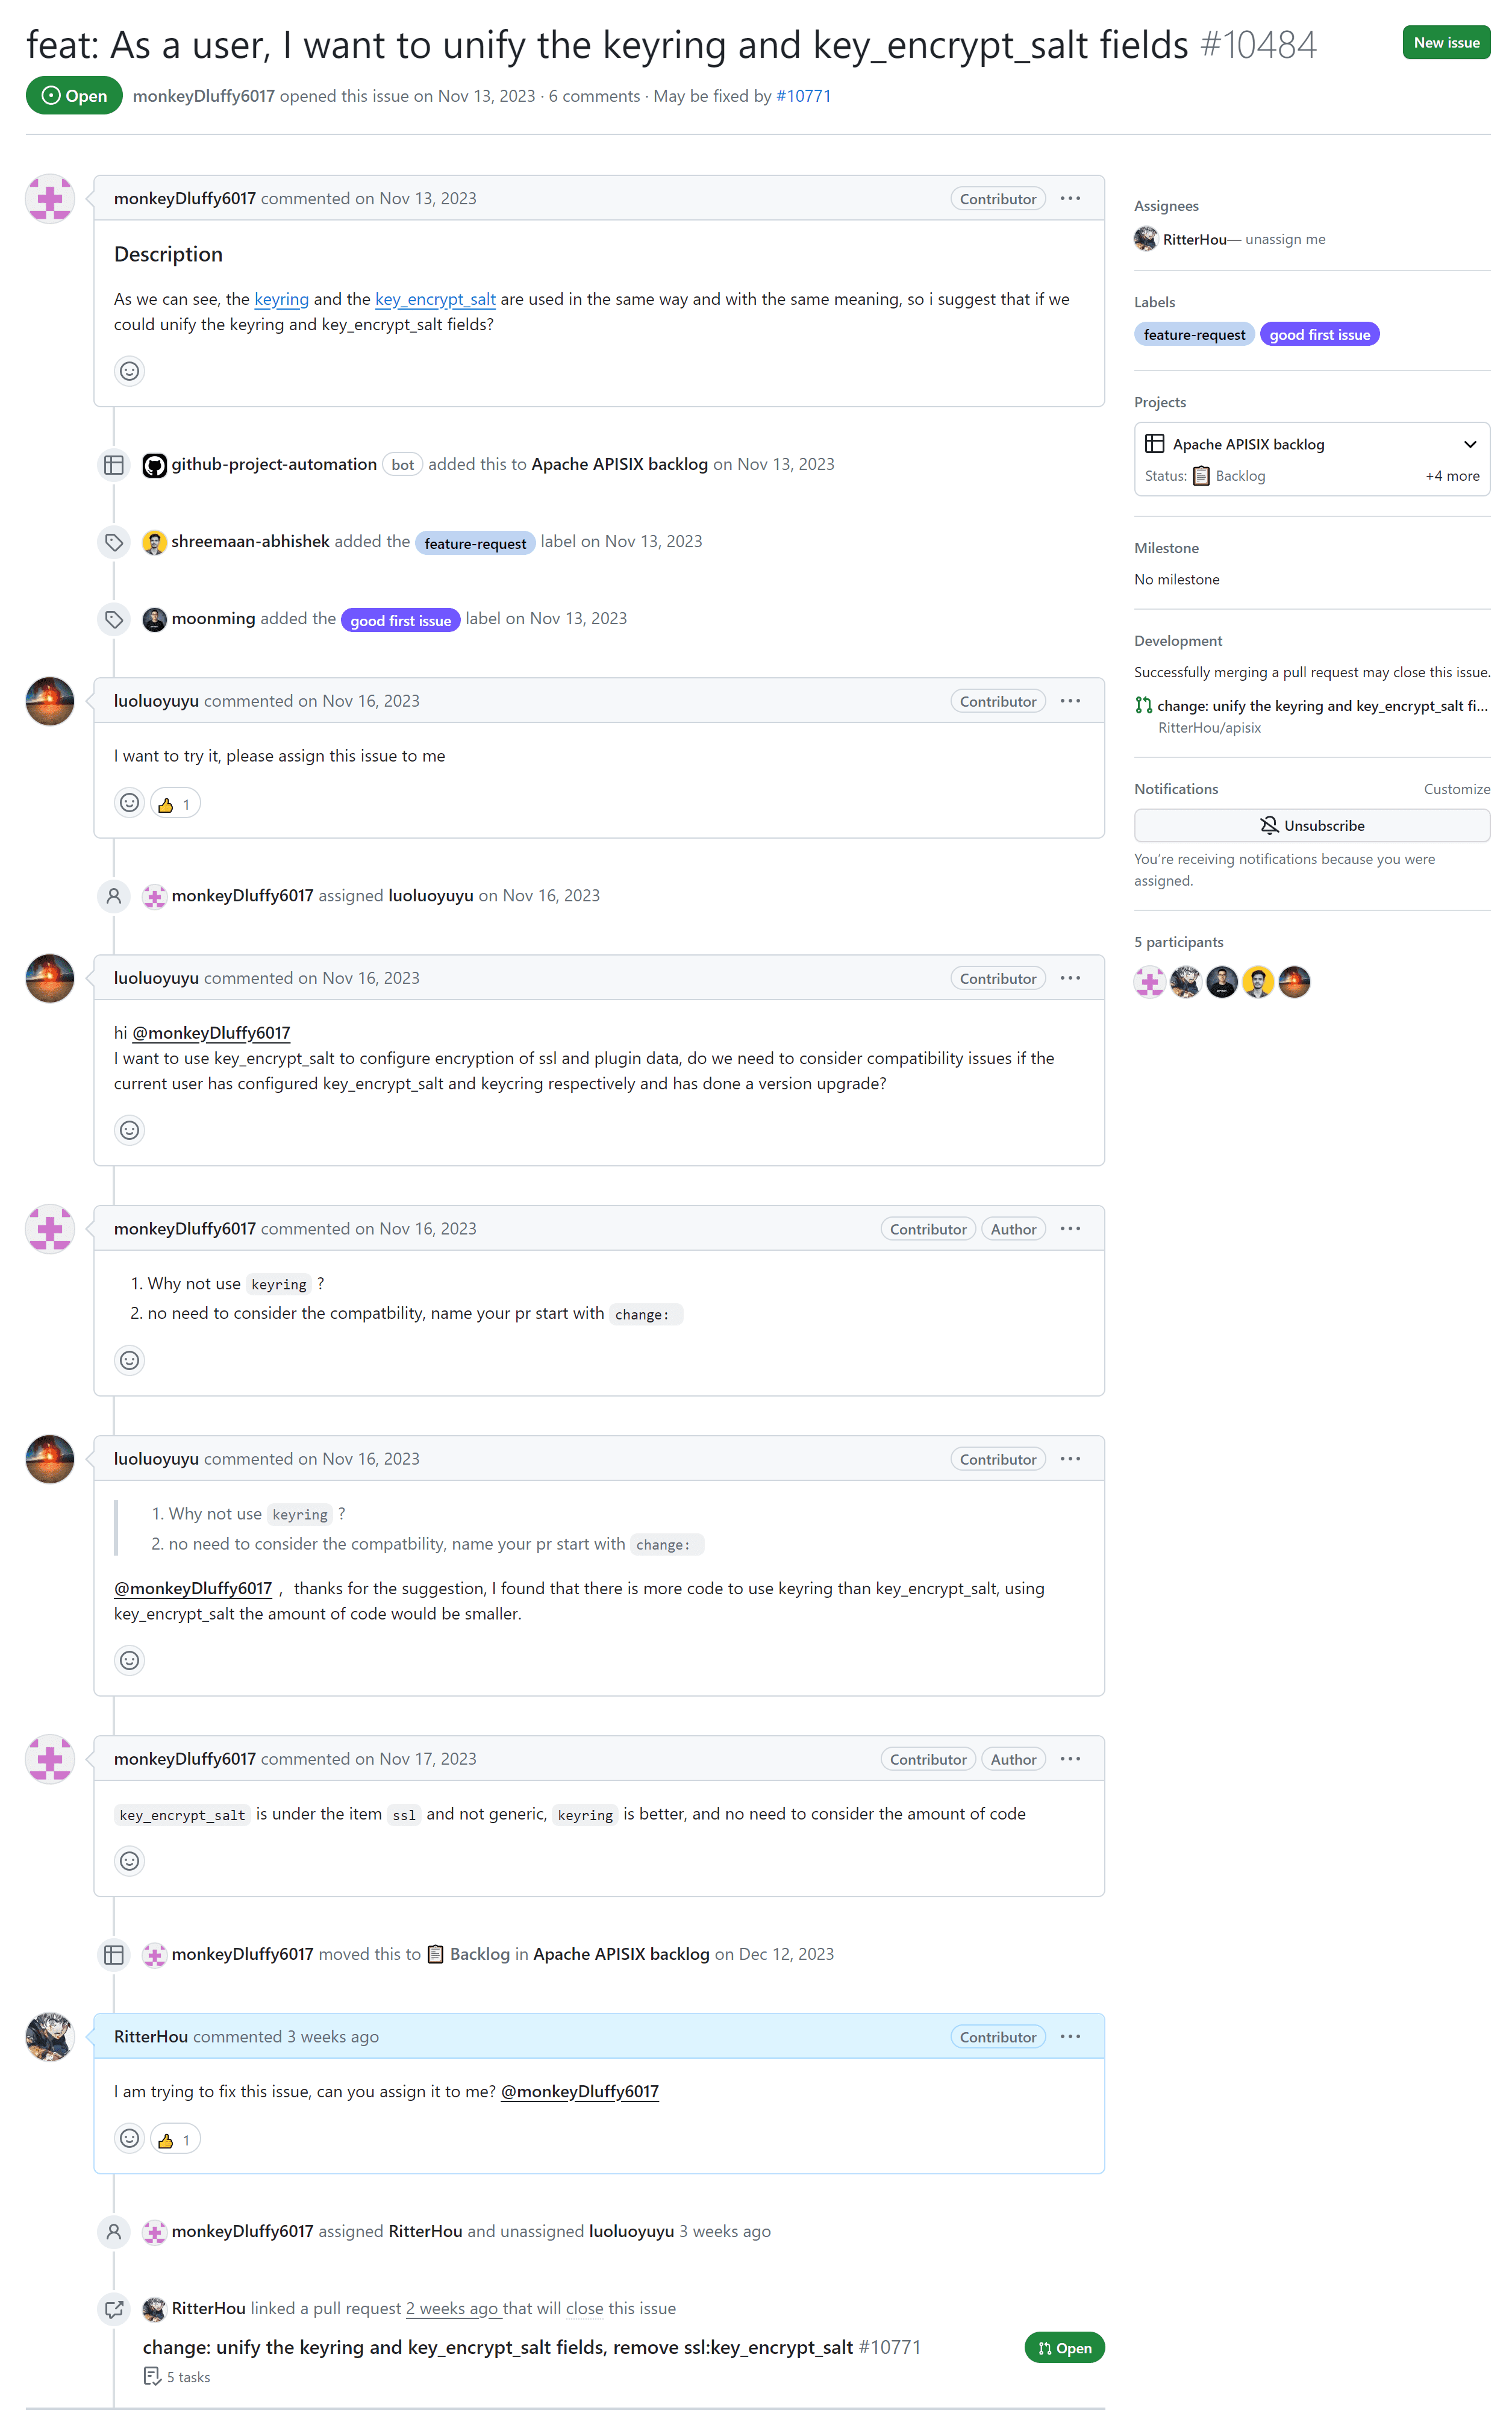 feat: As a user, I want to unify the keyring and key_encrypt_salt fields #10484
New issue
Open
monkeyDluffy6017 opened this issue on Nov 13, 2023 · 6 comments · May be fixed by #10771
monkeyDluffy6017 commented on Nov 13, 2023
Contributor
Description
As we can see, the keyring and the key_encrypt_salt are used in the same way and with the same meaning, so i suggest that if we
could unify the keyring and key_encrypt_salt fields?
github-project-automation bot added this to Apache APISIX backlog on Nov 13, 2023
shreemaan-abhishek added the feature-request label on Nov 13, 2023
moonming added the good first issue label on Nov 13, 2023
luoluoyuyu commented on Nov 16, 2023
Contributor
I want to try it, please assign this issue to me
👍 1
monkeyDluffy6017 assigned luoluoyuyu on Nov 16, 2023
luoluoyuyu commented on Nov 16, 2023
Contributor
hi @monkeyDluffy6017
I want to use key_encrypt_salt to configure encryption of ssl and plugin data, do we need to consider compatibility issues if the
current user has configured key_encrypt_salt and keycring respectively and has done a version upgrade?
monkeyDluffy6017 commented on Nov 16, 2023
Contributor Author
1. Why not use keyring ?
2. no need to consider the compatbility, name your pr start with change:
luoluoyuyu commented on Nov 16, 2023
Contributor
1. Why not use keyring ?
2. no need to consider the compatbility, name your pr start with change:
@monkeyDluffy6017 ，thanks for the suggestion, I found that there is more code to use keyring than key_encrypt_salt, using
key_encrypt_salt the amount of code would be smaller.
monkeyDluffy6017 commented on Nov 17, 2023
Contributor Author
key_encrypt_salt is under the item ssl and not generic, keyring is better, and no need to consider the amount of code
monkeyDluffy6017 moved this to 📋 Backlog in Apache APISIX backlog on Dec 12, 2023
RitterHou commented 3 weeks ago
Contributor
I am trying to fix this issue, can you assign it to me? @monkeyDluffy6017
👍 1
monkeyDluffy6017 assigned RitterHou and unassigned luoluoyuyu 3 weeks ago
RitterHou linked a pull request 2 weeks ago that will close this issue
change: unify the keyring and key_encrypt_salt fields, remove ssl:key_encrypt_salt #10771
Open
5 tasks
Assignees
RitterHou— unassign me
Labels
feature-request good first issue
Projects
Apache APISIX backlog
Status: 📋 Backlog +4 more
Milestone
No milestone
Development
Successfully merging a pull request may close this issue.
change: unify the keyring and key_encrypt_salt fi...
RitterHou/apisix
Notifications Customize
Unsubscribe
You're receiving notifications because you were
assigned.
5 participants